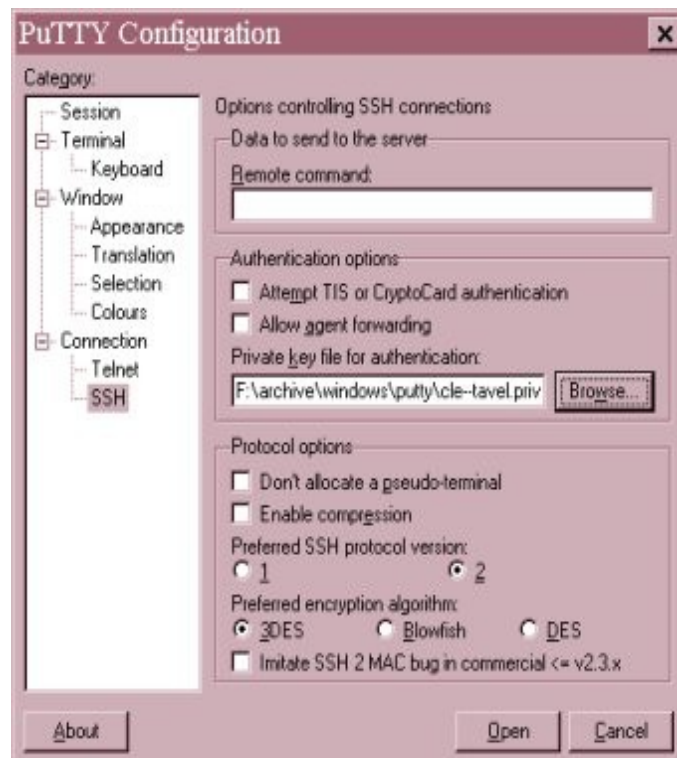 PuTTY Configuration
Category:
Session
Terminal
Keyboard
Window
Appearance
Translation
Selection
Colours
Connection
Telnet
SSH
Options controlling SSH connections
Data to send to the server
Remote command:
Authentication options
Attempt TIS or CryptoCard authentication
Allow agent forwarding
Private key file for authentication:
F:\archive\windows\putty\cle--tavel.priv
Browse...
Protocol options
Don't allocate a pseudo-terminal
Enable compression
Preferred SSH protocol version:
1 2
Preferred encryption algorithm:
3DES Blowfish DES
Imitate SSH 2 MAC bug in commercial <= v2.3.x
About Open Cancel